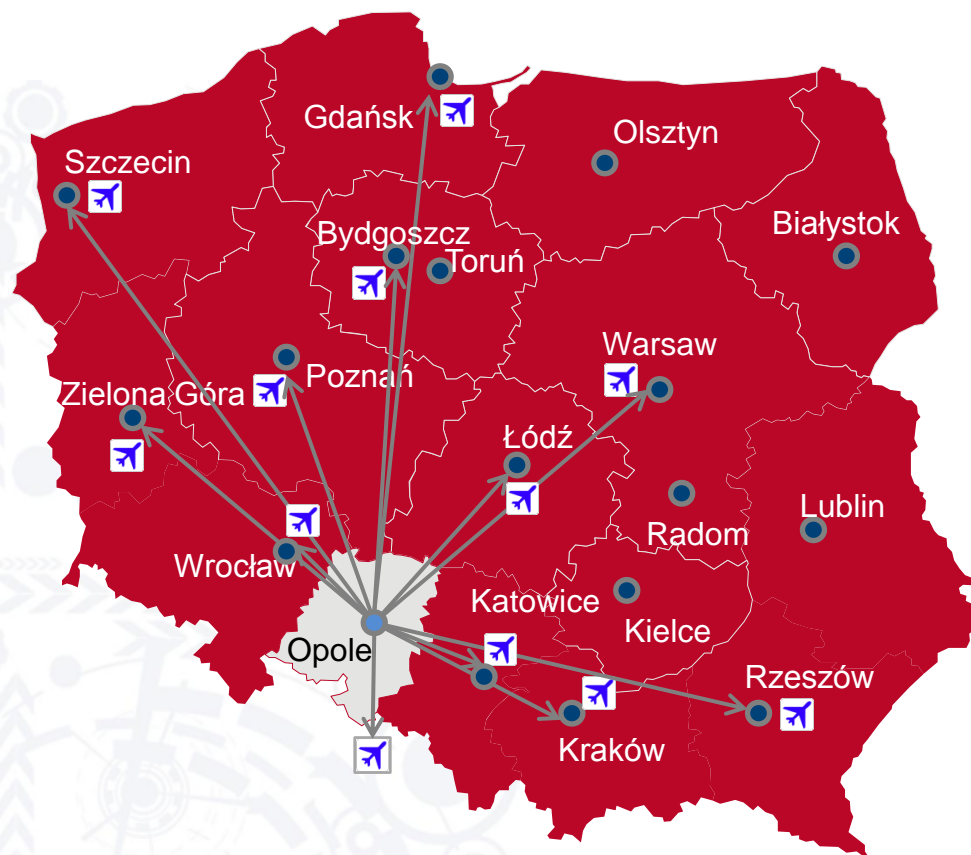 Gdańsk
Olsztyn
Szczecin
Białystok
Bydgoszcz
Toruń
Warsaw
Poznań
Zielona Góra
Łódź
Lublin
Radom
Wrocław
Katowice
Kielce
Opole
Rzeszów
Kraków